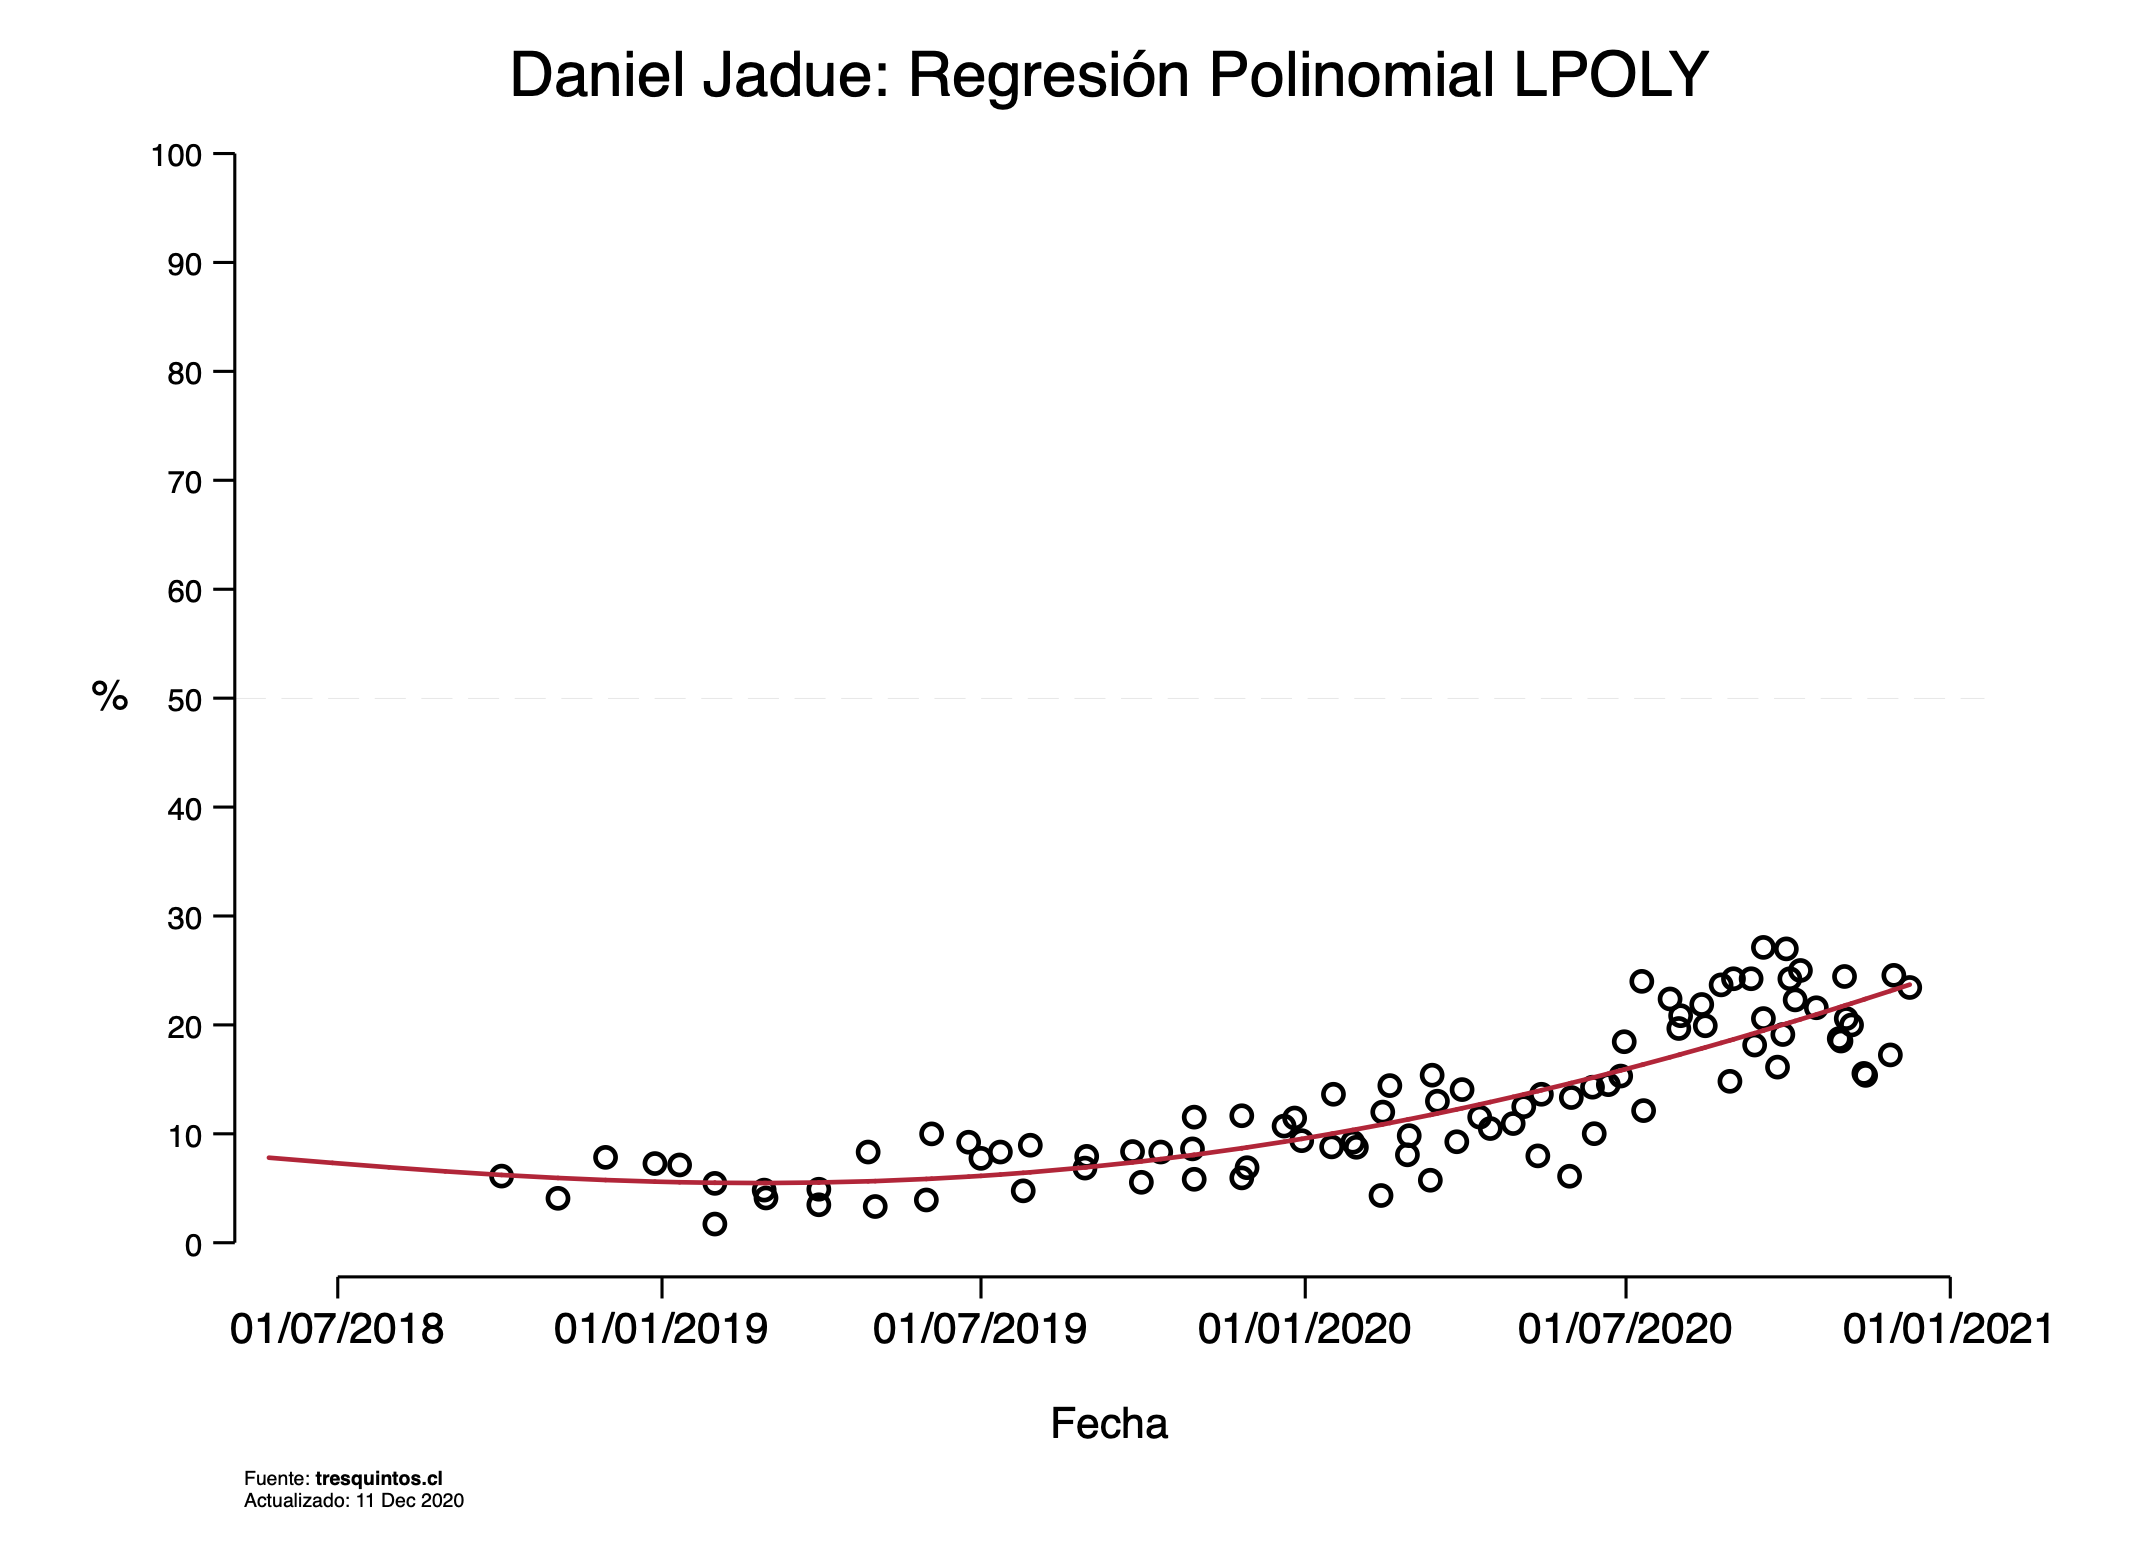 Daniel Jadue: Regresión Polinomial LPOLY
100
90
80
70
60
% 50
40
30
20
10
0
01/07/2018 01/01/2019 01/07/2019 01/01/2020 01/07/2020 01/01/2021
Fecha
Fuente: tresquintos.cl
Actualizado: 11 Dec 2020